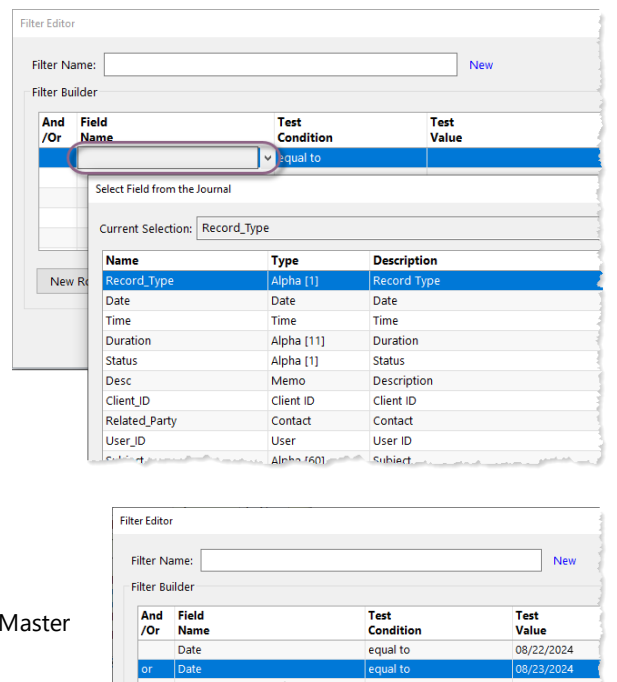 Filter Editor
Filter Name: New
Filter Builder
And Field Test Test
/Or Name Condition Value
equal to
Select Field from the Journal
Current Selection: Record_Type
Name Type Description
New Record_Type Alpha [1] Record Type
Date Date Date
Time Time Time
Duration Alpha [11] Duration
Status Alpha [1] Status
Desc Memo Description
Client_ID Client ID Client ID
Related_Party Contact Contact
User_ID User User ID
Subject Alpha [60] Subject
Filter Editor
Filter Name: New
Filter Builder
And Field Test Test
Master /Or Name Condition Value
Date equal to 08/22/2024
or Date equal to 08/23/2024